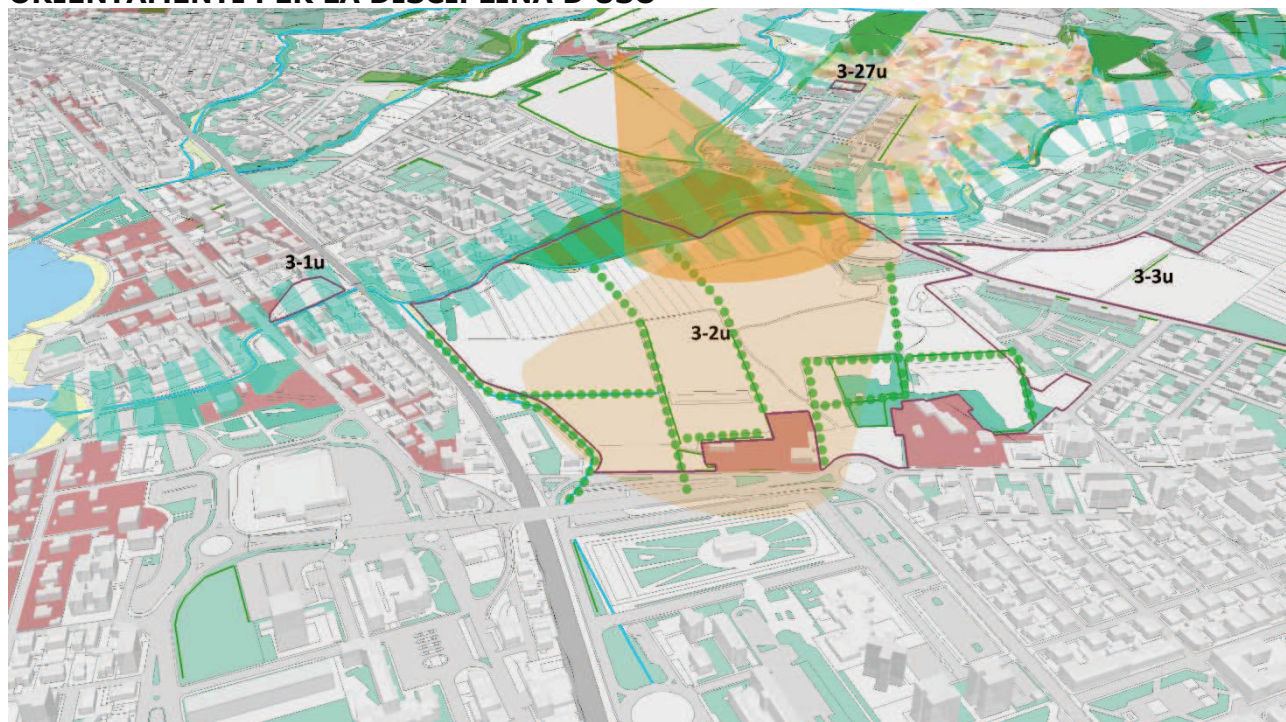 ORIENTAMENTI PER LA DISCIPLINA D'USO
3-27u
3-1u
3-3u
3-2u